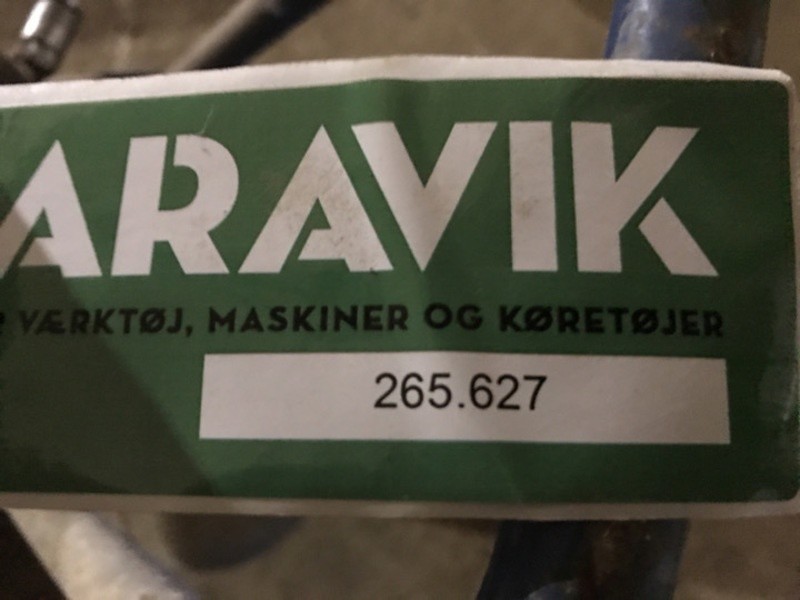 ARAVIK
VÆRKTØJ, MASKINER OG KØRETØJER
265.627